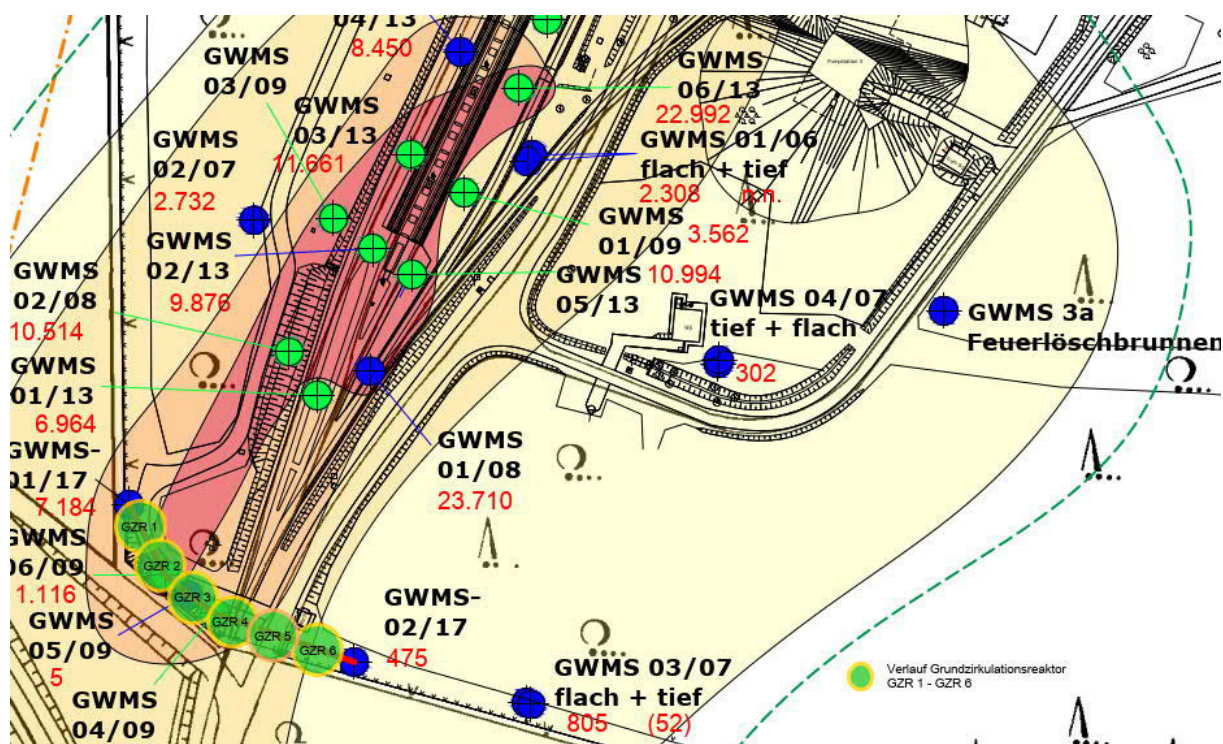 04/13
8.450
GWMS
03/09
GWMS
03/13
11.661
GWMS
06/13
22.992
Pumpstation 3
GWMS
02/07
2.732
GWMS 01/06
flach + tief
2.308 n.n.
GWMS
01/09
3.562
GWMS
02/13
9.876
GWMS
05/13
10.994
GWMS
02/08
10.514
GWMS 04/07
tief + flach
302
GWMS 3a
Feuerlöschbrunnen
GWMS
01/13
6.964
GWMS-
01/17
7.184
GWMS
01/08
23.710
GWMS
06/09
1.116
GZR 1
GZR 2
GZR 3
GZR 4
GZR 5
GZR 6
GWMS
05/09
5
GWMS
04/09
GWMS-
02/17
475
GWMS 03/07
flach + tief
805 (52)
Verlauf Grundzirkulationsreaktor
GZR 1 - GZR 6